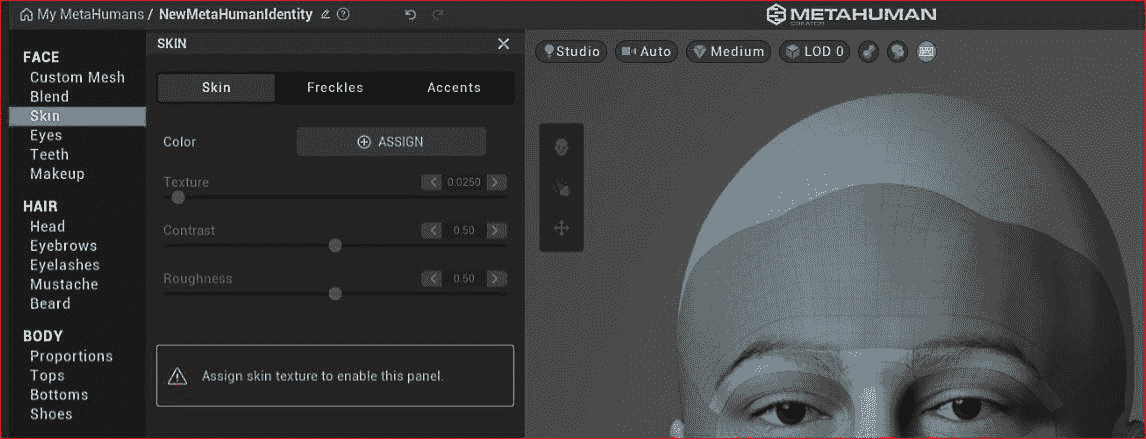 My MetaHumans / NewMetaHumanIdentity
METAHUMAN
CREATOR
SKIN
Studio
Auto
Medium
LOD 0
FACE
Custom Mesh
Blend
Skin
Eyes
Teeth
Makeup
HAIR
Head
Eyebrows
Eyelashes
Mustache
Beard
BODY
Proportions
Tops
Bottoms
Shoes
Skin
Freckles
Accents
Color
ASSIGN
Texture
0.0250
Contrast
0.50
Roughness
0.50
Assign skin texture to enable this panel.